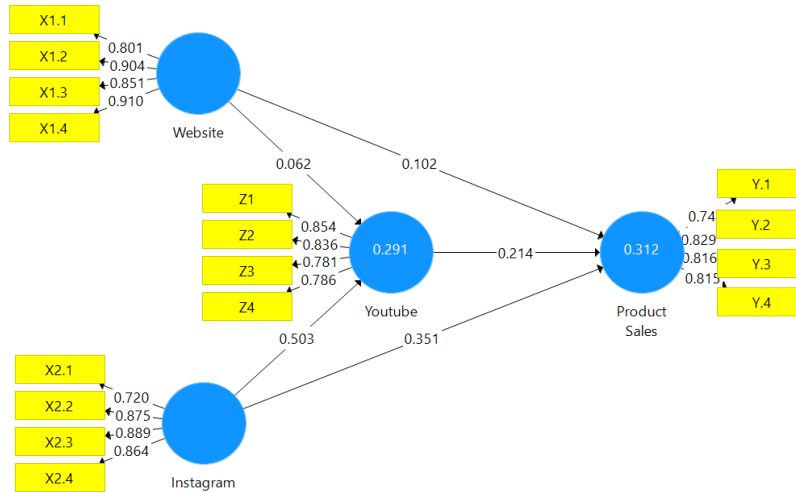 X1.1
X1.2
X1.3
X1.4
0.801
0.904
0.851
0.910
Website
0.062
0.102
Z1
Z2
Z3
Z4
0.854
0.836
0.781
0.786
0.291
Youtube
0.214
0.312
Product
Sales
0.74
0.829
0.816
0.815
Y.1
Y.2
Y.3
Y.4
0.503
0.351
X2.1
X2.2
X2.3
X2.4
0.720
0.875
0.889
0.864
Instagram